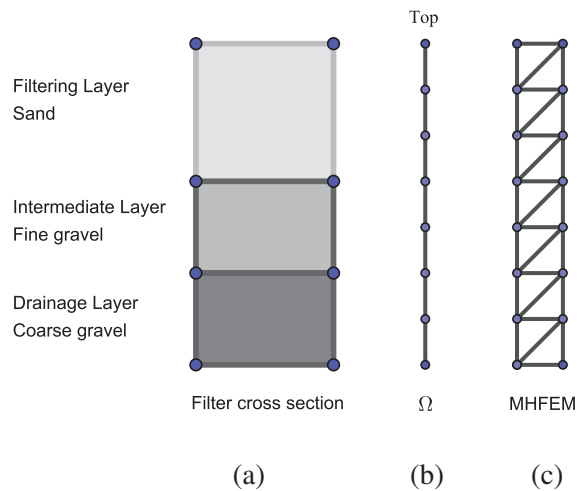 Top
Filtering Layer
Sand
Intermediate Layer
Fine gravel
Drainage Layer
Coarse gravel
Filter cross section
Ω
MHFEM
(a)
(b)
(c)